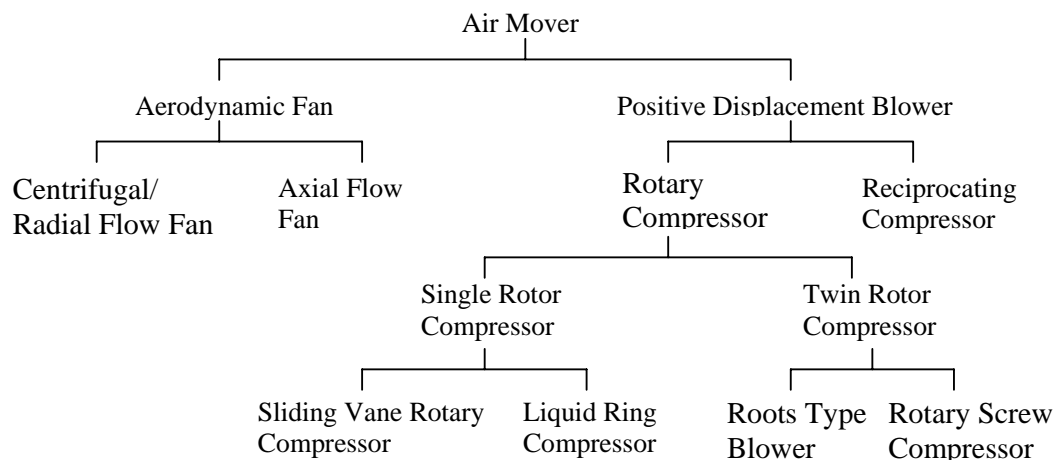 Air Mover
Aerodynamic Fan
Positive Displacement Blower
Centrifugal/
Radial Flow Fan
Axial Flow
Fan
Rotary
Compressor
Reciprocating
Compressor
Single Rotor
Compressor
Twin Rotor
Compressor
Sliding Vane Rotary
Compressor
Liquid Ring
Compressor
Roots Type
Blower
Rotary Screw
Compressor